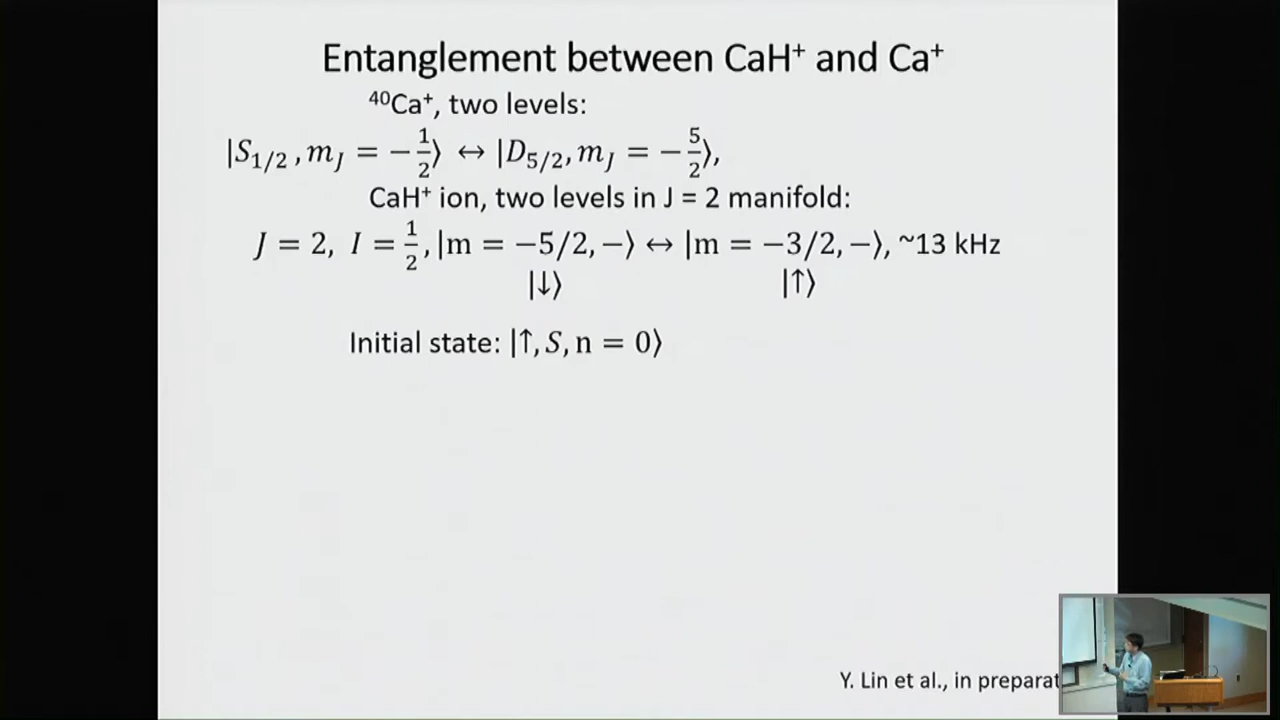 Entanglement between CaH⁺ and Ca⁺
⁴⁰Ca⁺, two levels:
|S₁/₂ , m_J = −1/2⟩ ↔ |D₅/₂, m_J = −5/2⟩,
CaH⁺ ion, two levels in J = 2 manifold:
J = 2, I = 1/2, |m = −5/2, −⟩ ↔ |m = −3/2, −⟩, ~13 kHz
|↓⟩ |↑⟩
Initial state: |↑, S, n = 0⟩
Y. Lin et al., in preparat